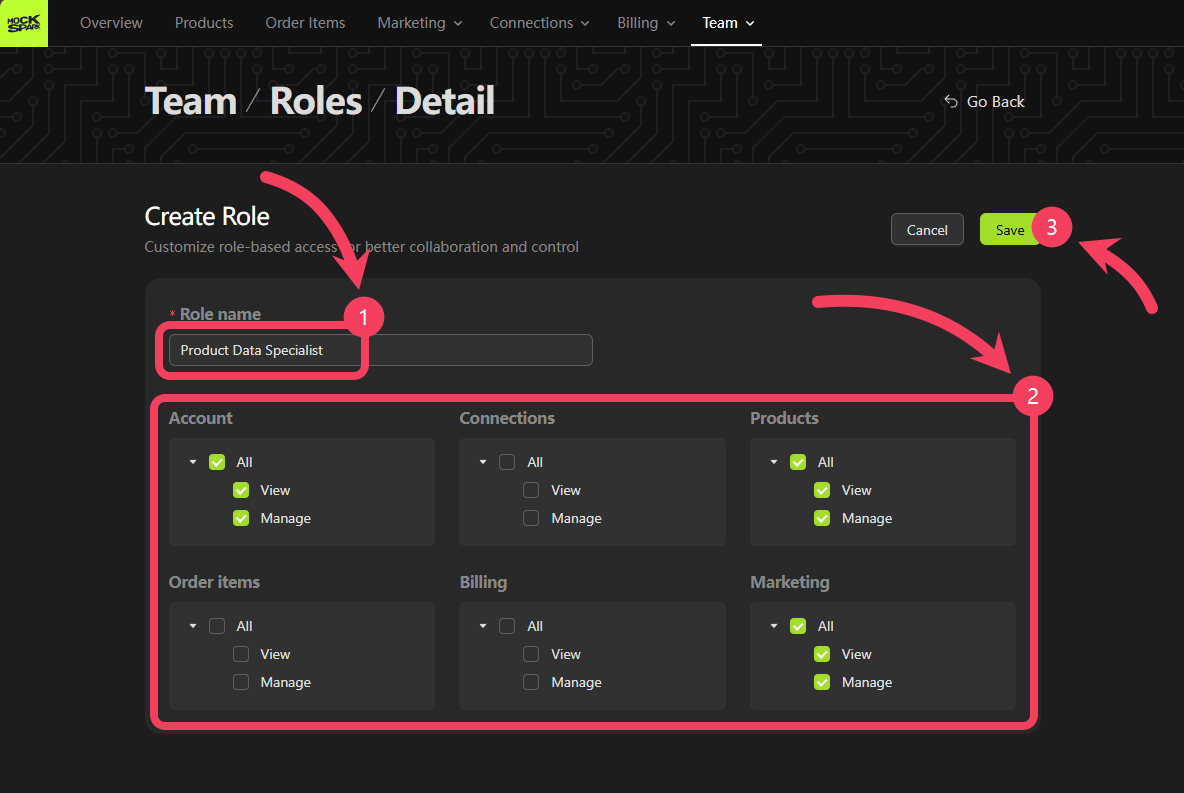 MOCK SPARK
Overview Products Order Items Marketing Connections Billing Team
Team / Roles / Detail
Go Back
Create Role
Customize role-based access for better collaboration and control
Cancel Save 3
* Role name 1
Product Data Specialist
2
Account Connections Products
All All All
View View View
Manage Manage Manage
Order items Billing Marketing
All All All
View View View
Manage Manage Manage